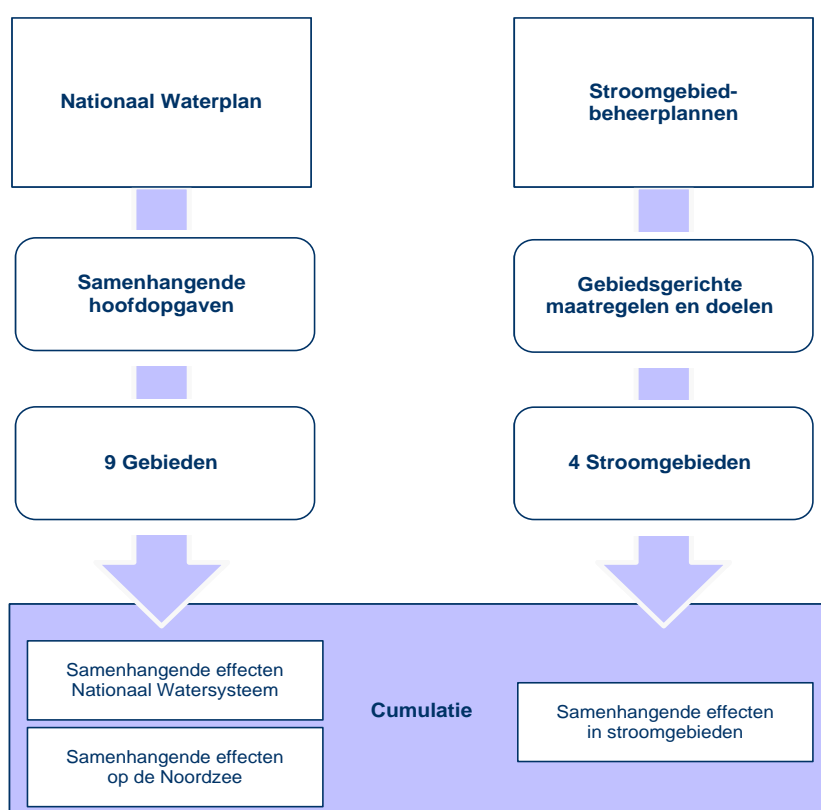 Nationaal Waterplan
Stroomgebied-
beheerplannen
Samenhangende
hoofdopgaven
Gebiedsgerichte
maatregelen en doelen
9 Gebieden
4 Stroomgebieden
Samenhangende effecten
Nationaal Watersysteem
Cumulatie
Samenhangende effecten
in stroomgebieden
Samenhangende effecten
op de Noordzee